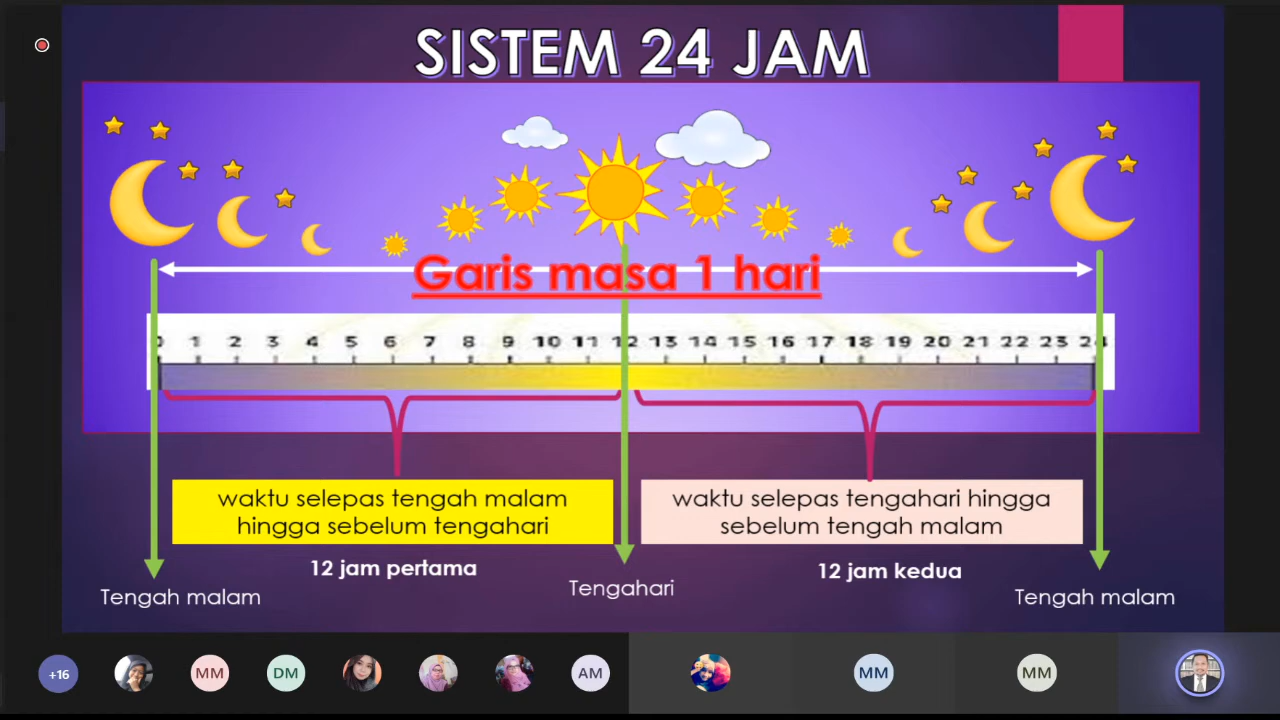 SISTEM 24 JAM
Garis masa 1 hari
0 1 2 3 4 5 6 7 8 9 10 11 12 13 14 15 16 17 18 19 20 21 22 23 24
waktu selepas tengah malam
hingga sebelum tengahari
waktu selepas tengahari hingga
sebelum tengah malam
12 jam pertama
12 jam kedua
Tengah malam
Tengahari
Tengah malam
+16
MM
DM
AM
MM
MM